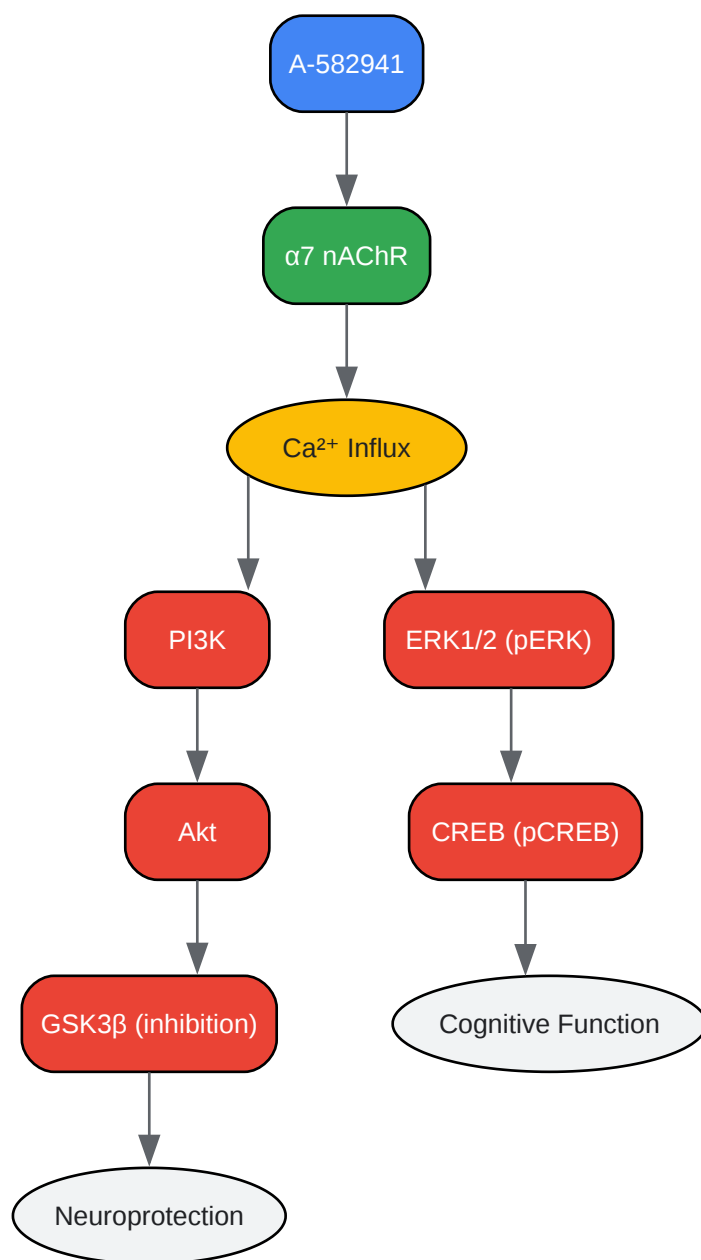 A-582941
α7 nAChR
Ca²⁺ Influx
PI3K
ERK1/2 (pERK)
Akt
CREB (pCREB)
GSK3β (inhibition)
Cognitive Function
Neuroprotection